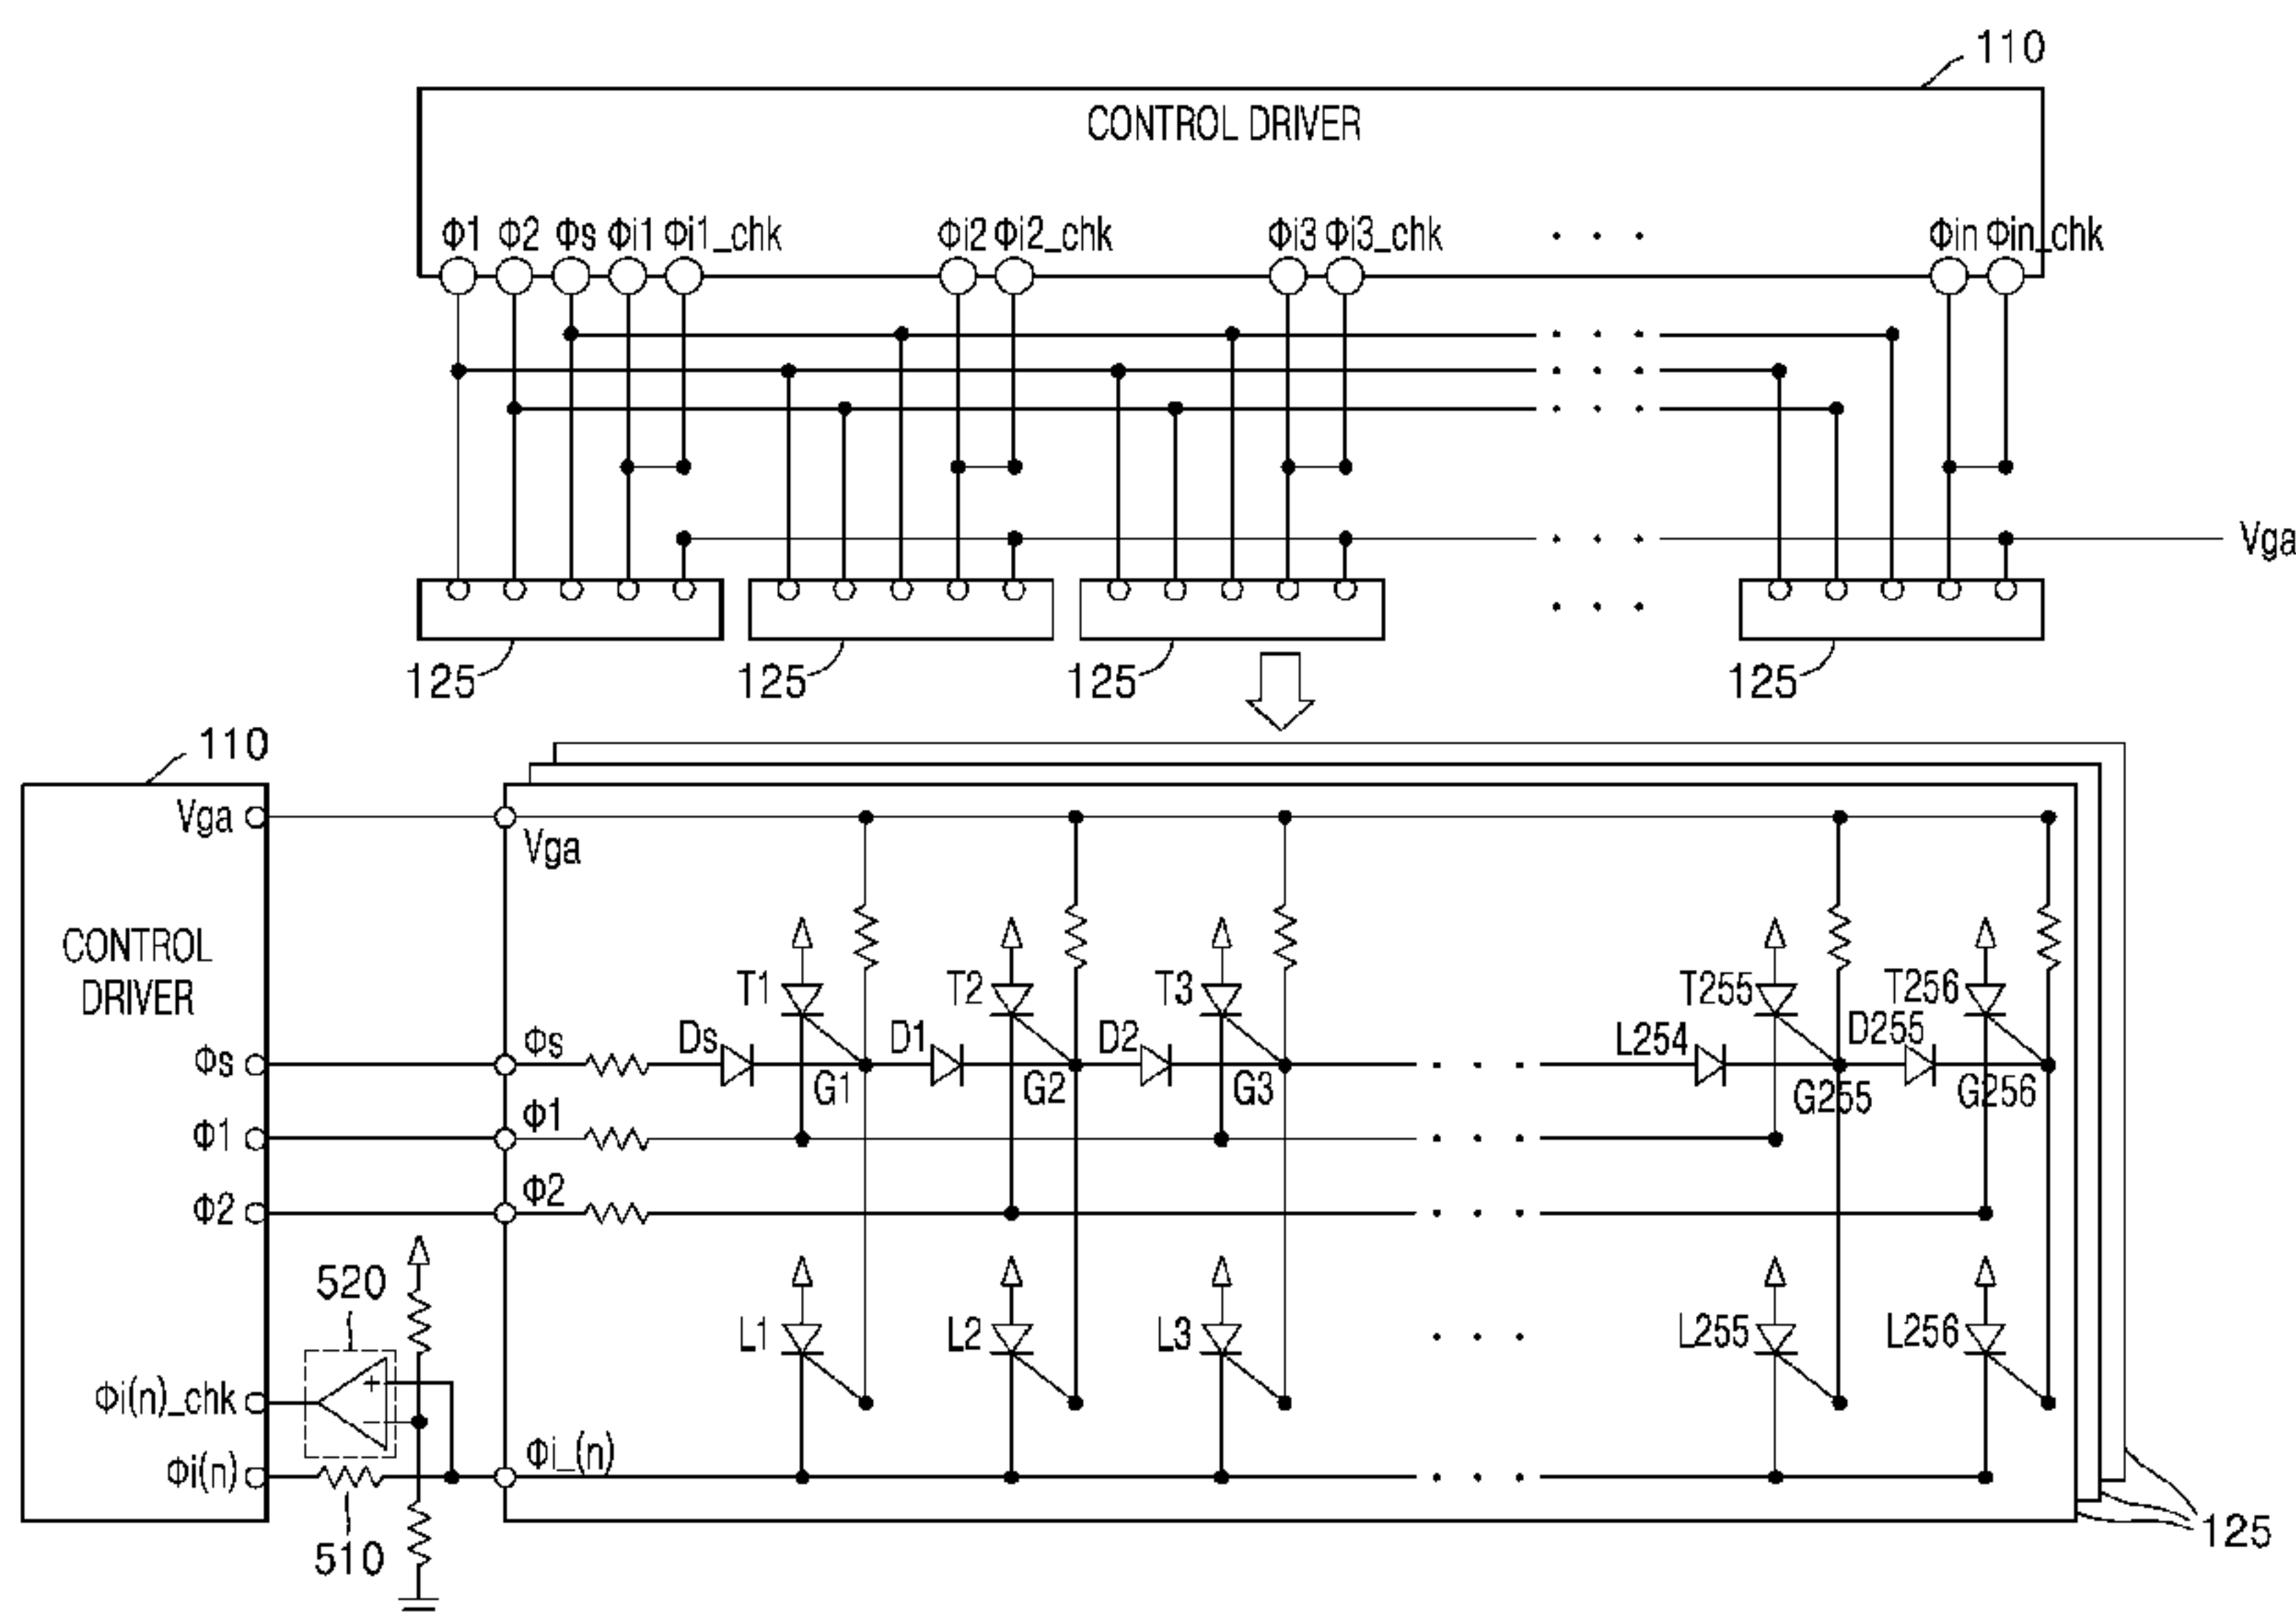 110
CONTROL DRIVER
Φ1 Φ2 Φs Φi1 Φi1_chk Φi2 Φi2_chk Φi3 Φi3_chk Φin Φin_chk
Vga
125 125 125 125
110
Vga
Vga
CONTROL
DRIVER
T1 T2 T3 T255 T256
Φs Φs Ds D1 D2 L254 D255
G1 G2 G3 G255 G256
Φ1 Φ1
Φ2 Φ2
520
L1 L2 L3 L255 L256
+
Φi(n)_chk
−
Φi(n) Φi_(n)
510
125